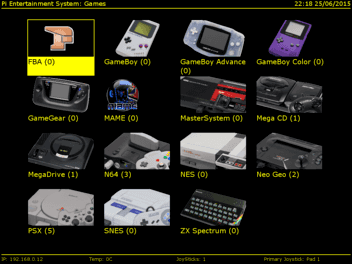 Pi Entertainment System: Games
22:18 25/06/2015
FBA (0)
GameBoy (0)
GameBoy Advance (0)
GameBoy Color (0)
GameGear (0)
MAME (0)
MasterSystem (0)
Mega CD (1)
MegaDrive (1)
N64 (3)
NES (0)
Neo Geo (2)
PSX (5)
SNES (0)
ZX Spectrum (0)
IP: 192.168.0.12
Temp: 0C
JoySticks: 1
Primary Joystick: Pad 1